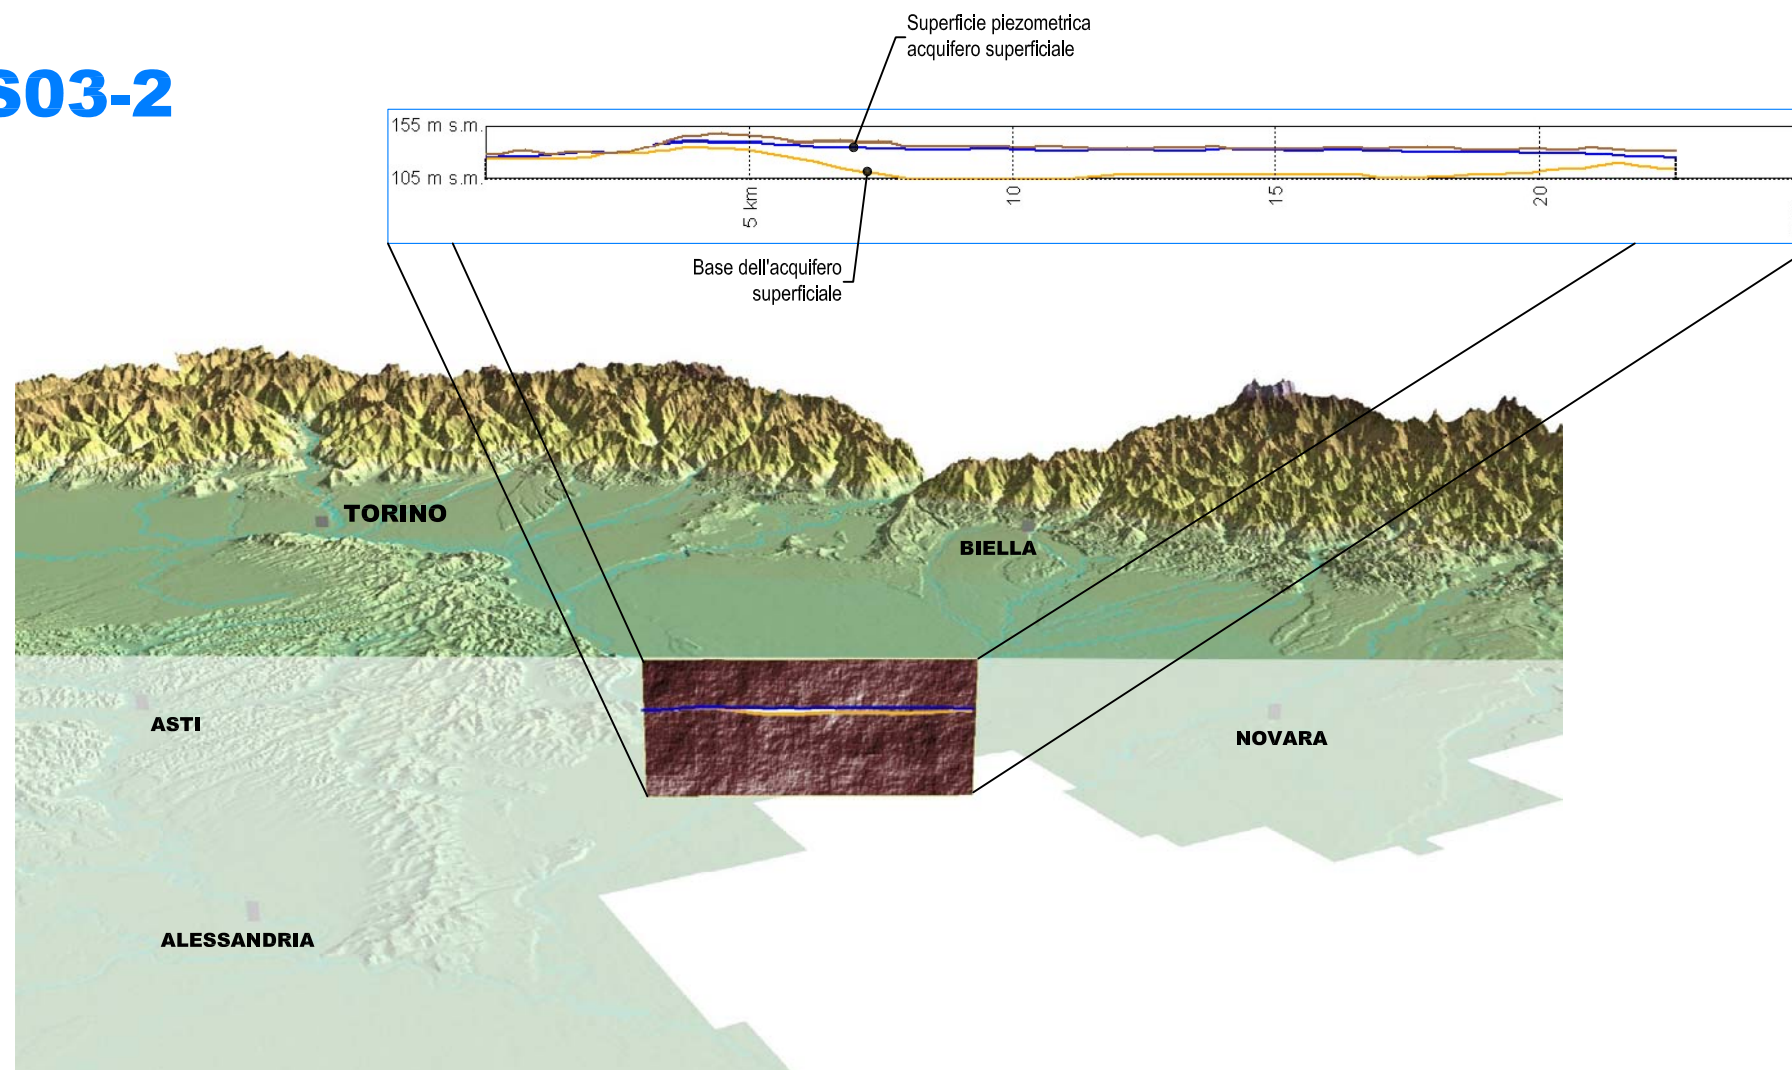 Superficie piezometrica
acquifero superficiale
S03-2
155 m s.m.
105 m s.m.
5 km
10
15
20
Base dell'acquifero
superficiale
TORINO
BIELLA
ASTI
NOVARA
ALESSANDRIA